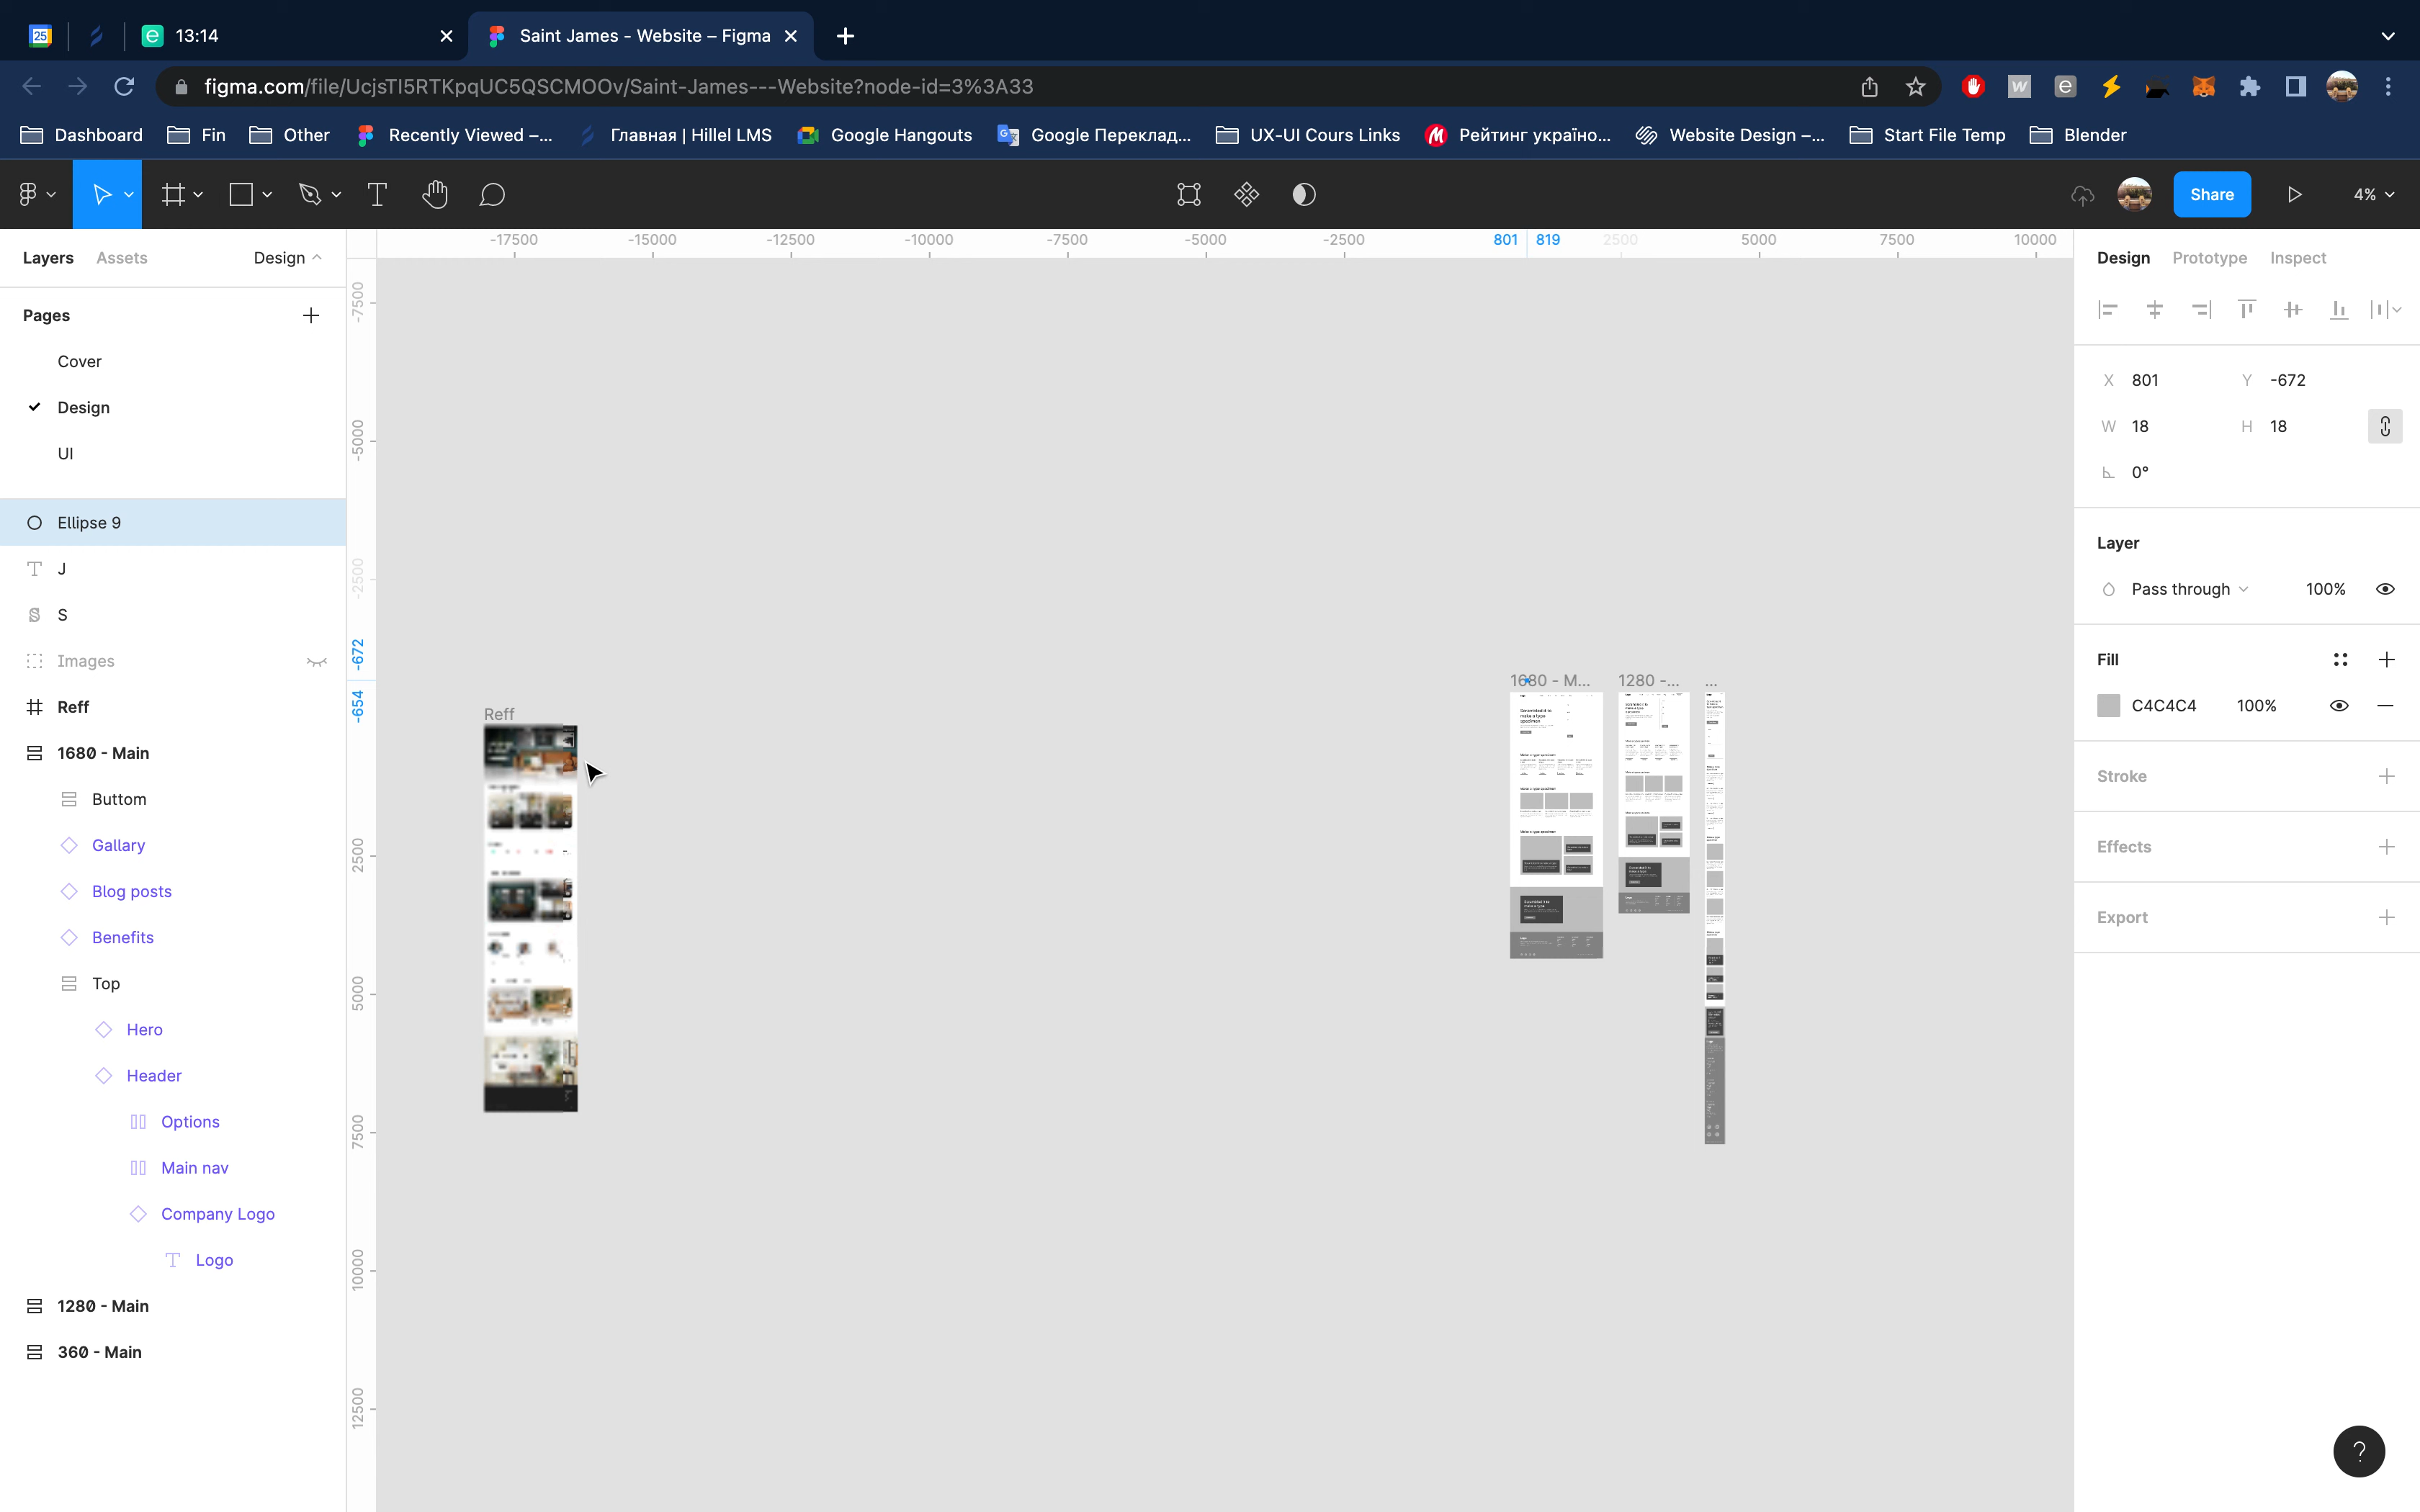 25
13:14
Saint James - Website – Figma
figma.com/file/UcjsTI5RTKpqUC5QSCMOOv/Saint-James---Website?node-id=3%3A33
Dashboard
Fin
Other
Recently Viewed –...
Главная | Hillel LMS
Google Hangouts
Google Переклад...
UX-UI Cours Links
Рейтинг україно...
Website Design –...
Start File Temp
Blender
Share
4%
Layers
Assets
Design
-17500
-15000
-12500
-10000
-7500
-5000
-2500
801
819
2500
5000
7500
10000
Design
Prototype
Inspect
Pages
Cover
Design
UI
Ellipse 9
J
S
Images
Reff
1680 - Main
Buttom
Gallary
Blog posts
Benefits
Top
Hero
Header
Options
Main nav
Company Logo
Logo
1280 - Main
360 - Main
-7500
-5000
-2500
-672
-654
2500
5000
7500
10000
12500
Reff
1680 - M...
1280 -...
...
X 801
Y -672
W 18
H 18
0°
Layer
Pass through
100%
Fill
C4C4C4
100%
Stroke
Effects
Export
?